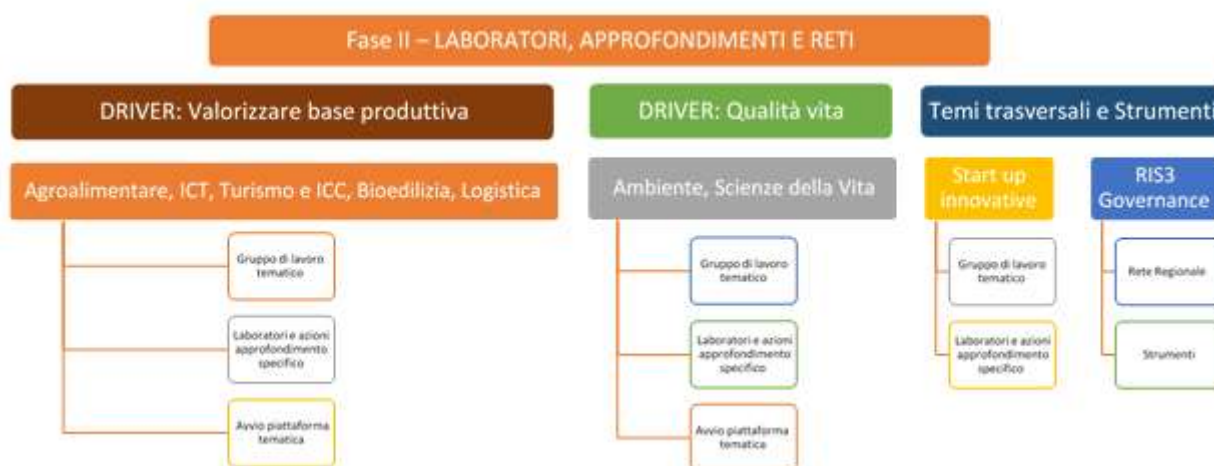 Fase II – LABORATORI, APPROFONDIMENTI E RETI
DRIVER: Valorizzare base produttiva
Agroalimentare, ICT, Turismo e ICC, Bioedilizia, Logistica
Gruppo di lavoro
tematico
Laboratori e azioni
approfondimento
specifico
Avvio piattaforma
tematica
DRIVER: Qualità vita
Ambiente, Scienze della Vita
Gruppo di lavoro
tematico
Laboratori e azioni
approfondimento
specifico
Avvio piattaforma
tematica
Temi trasversali e Strumenti
Start up
innovative
Gruppo di lavoro
tematico
Laboratori e azioni
approfondimento
specifico
RIS3
Governance
Rete Regionale
Strumenti